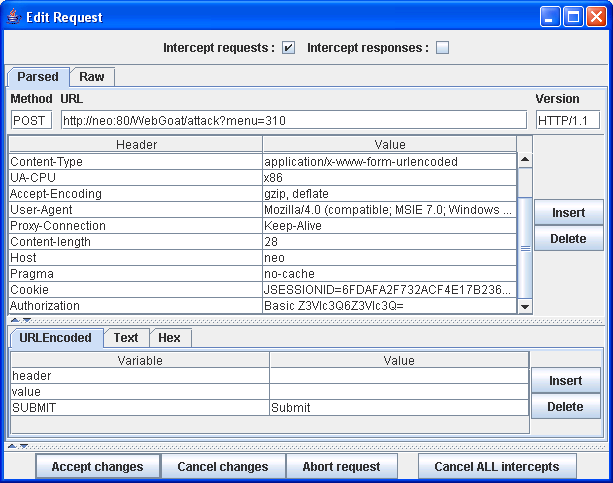 Edit Request
Intercept requests : Intercept responses :
Parsed Raw
Method URL Version
POST http://neo:80/WebGoat/attack?menu=310 HTTP/1.1
Header Value
Content-Type application/x-www-form-urlencoded
UA-CPU x86
Accept-Encoding gzip, deflate
User-Agent Mozilla/4.0 (compatible; MSIE 7.0; Windows ...
Proxy-Connection Keep-Alive
Content-length 28
Host neo
Pragma no-cache
Cookie JSESSIONID=6FDAFA2F732ACF4E17B236...
Authorization Basic Z3Vlc3Q6Z3Vlc3Q=
Insert
Delete
URLEncoded Text Hex
Variable Value
header
value
SUBMIT Submit
Insert
Delete
Accept changes Cancel changes Abort request Cancel ALL intercepts